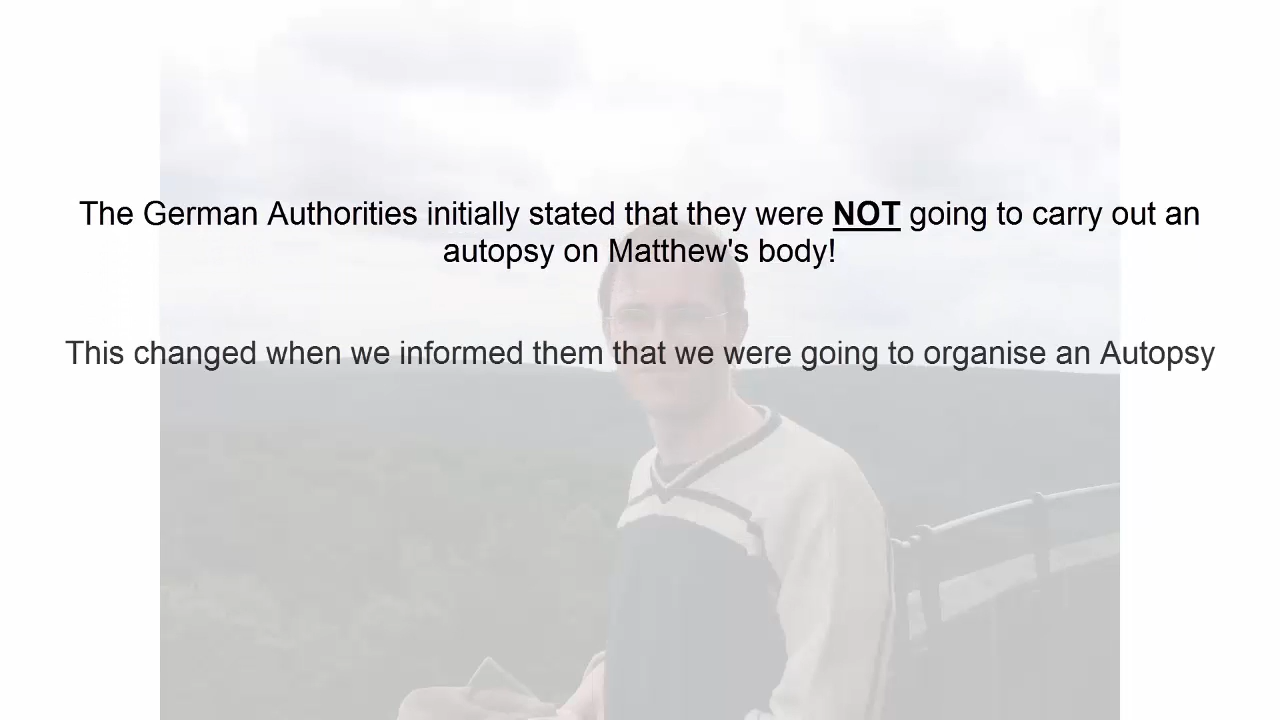 The German Authorities initially stated that they were NOT going to carry out an
autopsy on Matthew's body!
This changed when we informed them that we were going to organise an Autopsy